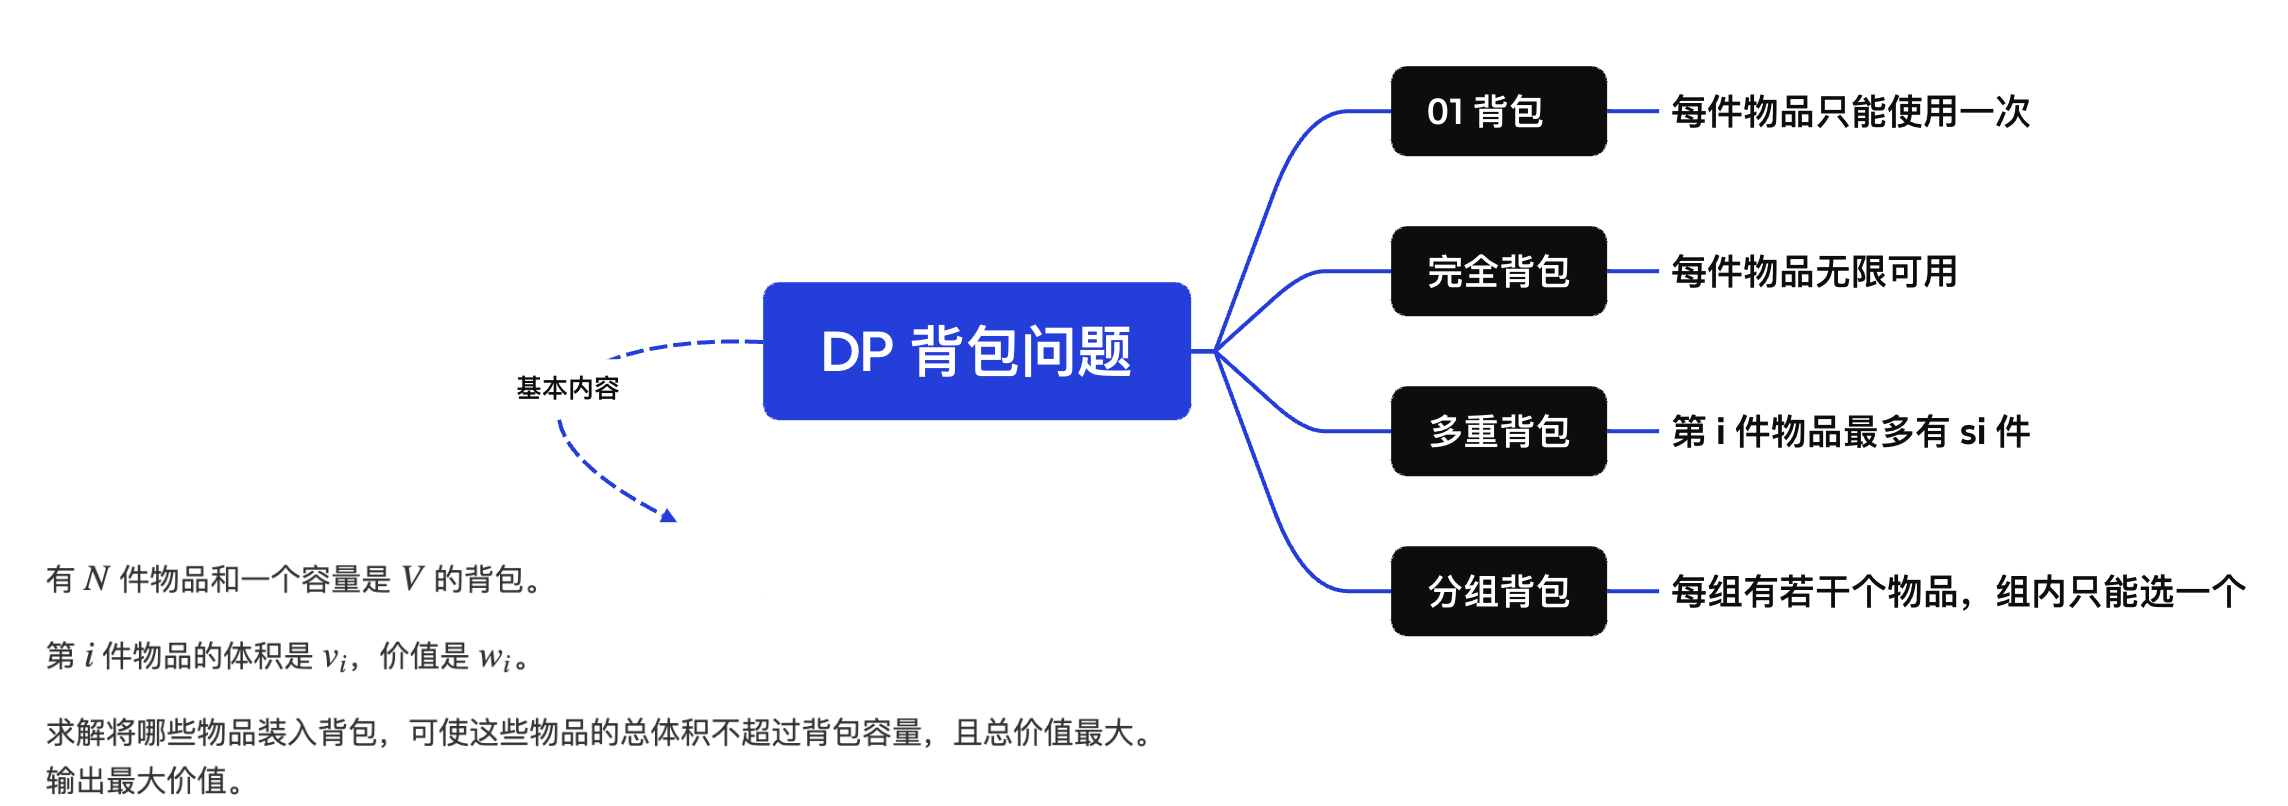 DP 背包问题
基本内容
有 N 件物品和一个容量是 V 的背包。
第 i 件物品的体积是 vi，价值是 wi。
求解将哪些物品装入背包，可使这些物品的总体积不超过背包容量，且总价值最大。
输出最大价值。
01 背包
每件物品只能使用一次
完全背包
每件物品无限可用
多重背包
第 i 件物品最多有 si 件
分组背包
每组有若干个物品，组内只能选一个